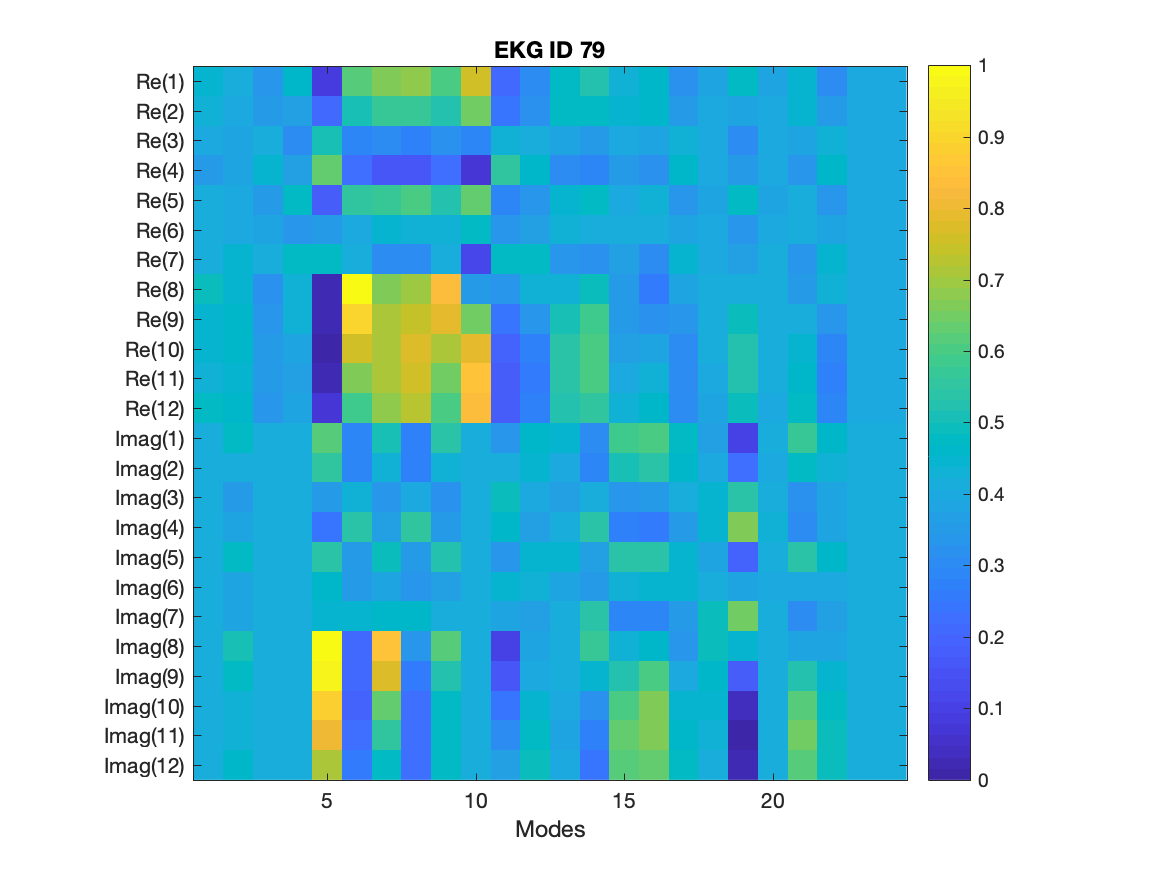 EKG ID 79
Re(1)
Re(2)
Re(3)
Re(4)
Re(5)
Re(6)
Re(7)
Re(8)
Re(9)
Re(10)
Re(11)
Re(12)
Imag(1)
Imag(2)
Imag(3)
Imag(4)
Imag(5)
Imag(6)
Imag(7)
Imag(8)
Imag(9)
Imag(10)
Imag(11)
Imag(12)
5 10 15 20
Modes
1
0.9
0.8
0.7
0.6
0.5
0.4
0.3
0.2
0.1
0